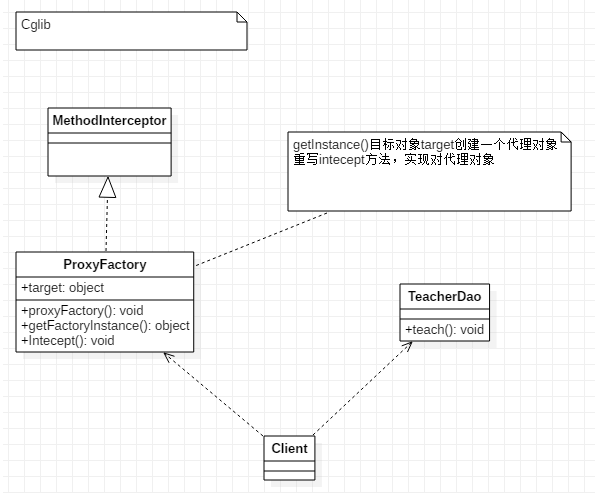 Cglib
MethodInterceptor
getInstance()目标对象target创建一个代理对象
重写intecept方法，实现对代理对象
ProxyFactory
+target: object
+proxyFactory(): void
+getFactoryInstance(): object
+Intecept(): void
TeacherDao
+teach(): void
Client